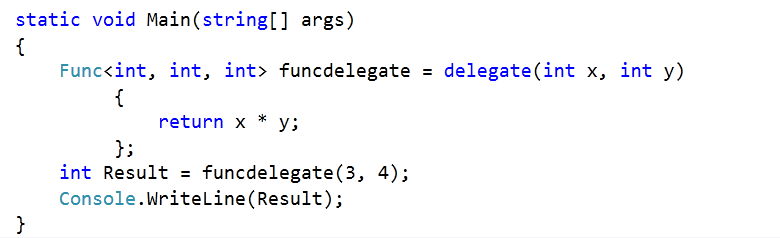 static void Main(string[] args)
{
    Func<int, int, int> funcdelegate = delegate(int x, int y)
        {
            return x * y;
        };
    int Result = funcdelegate(3, 4);
    Console.WriteLine(Result);
}